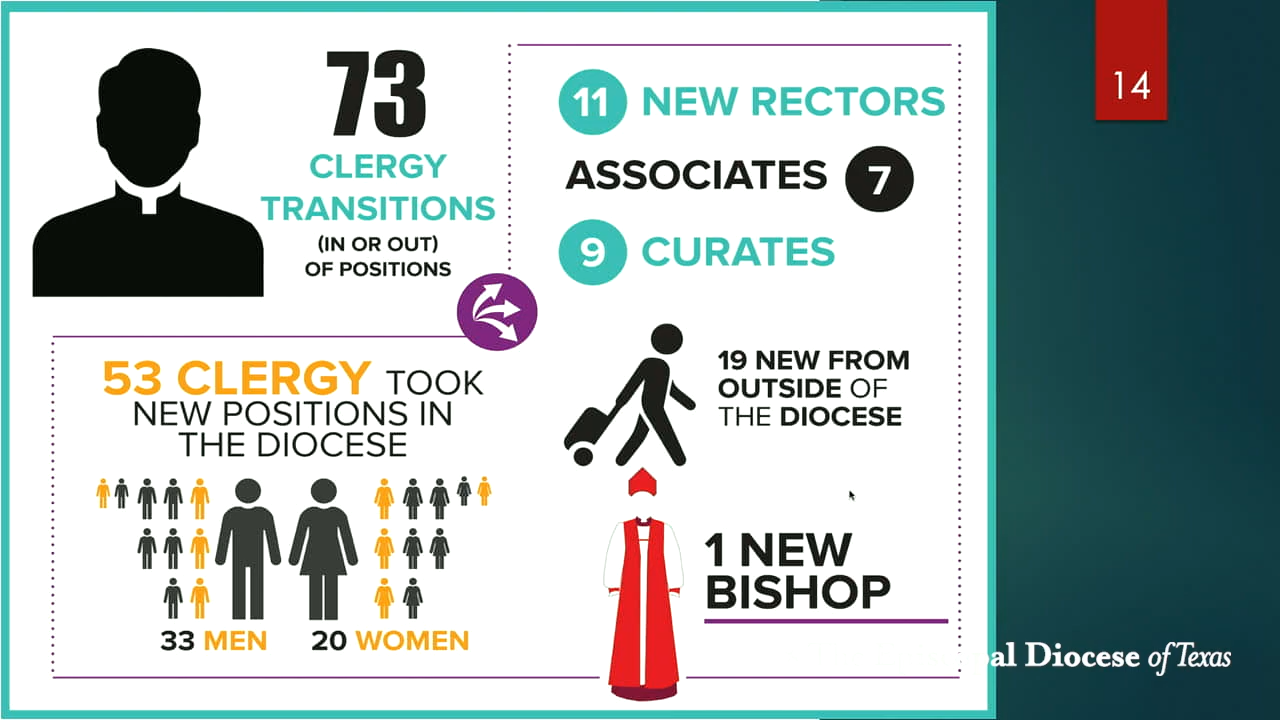 73
CLERGY
TRANSITIONS
(IN OR OUT)
OF POSITIONS
11 NEW RECTORS
ASSOCIATES 7
9 CURATES
53 CLERGY TOOK
NEW POSITIONS IN
THE DIOCESE
33 MEN 20 WOMEN
19 NEW FROM
OUTSIDE OF
THE DIOCESE
1 NEW
BISHOP
14
Diocese of Texas